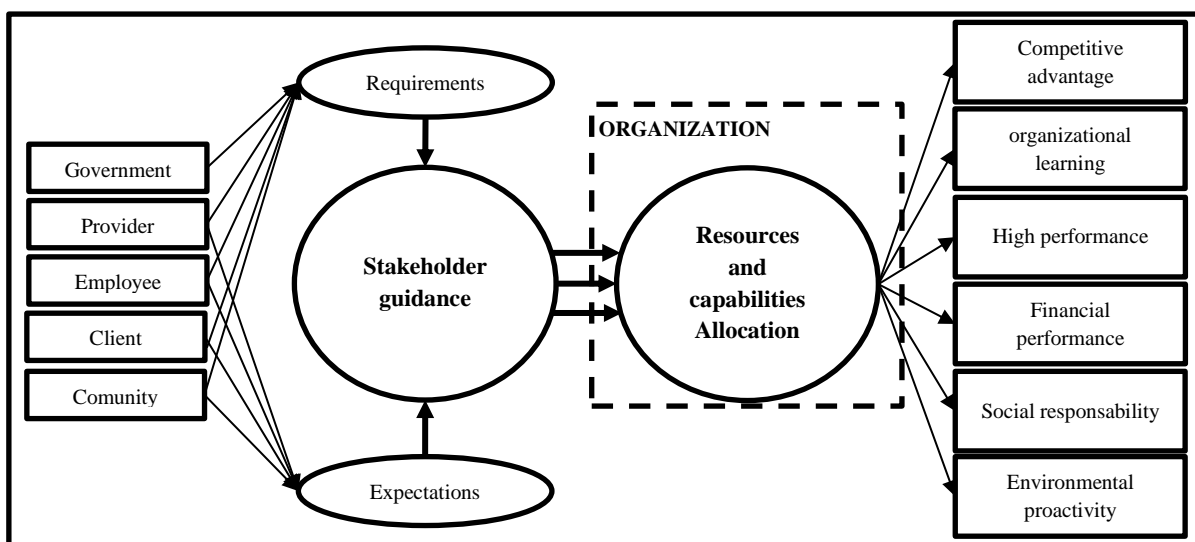 Government
Provider
Employee
Client
Comunity
Requirements
Stakeholder
guidance
Expectations
ORGANIZATION
Resources
and
capabilities
Allocation
Competitive
advantage
organizational
learning
High performance
Financial
performance
Social responsability
Environmental
proactivity